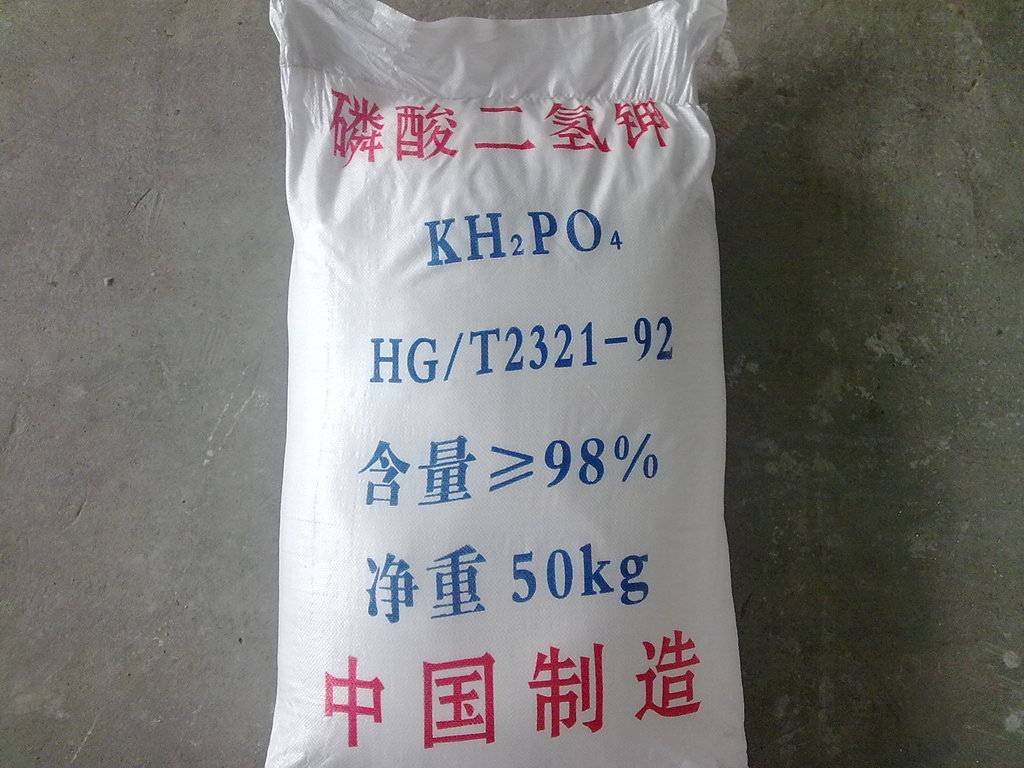 磷酸二氢钾
KH₂PO₄
HG/T2321-92
含量≥98%
净重50kg
中国制造